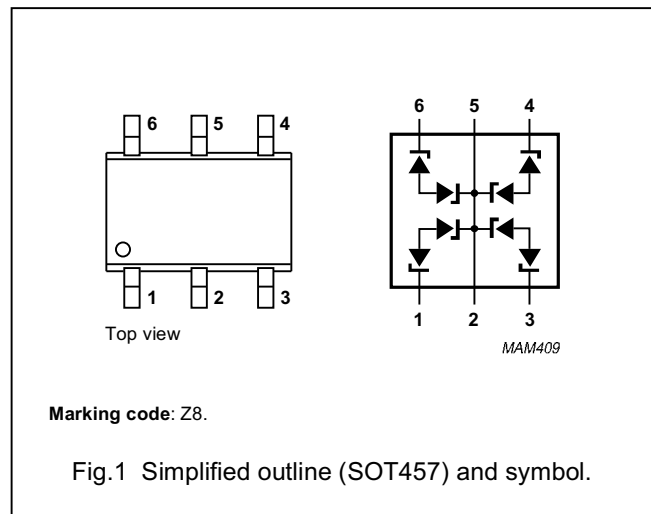 6 5 4
1 2 3
Top view
6 5 4
1 2 3
MAM409
Marking code: Z8.
Fig.1 Simplified outline (SOT457) and symbol.